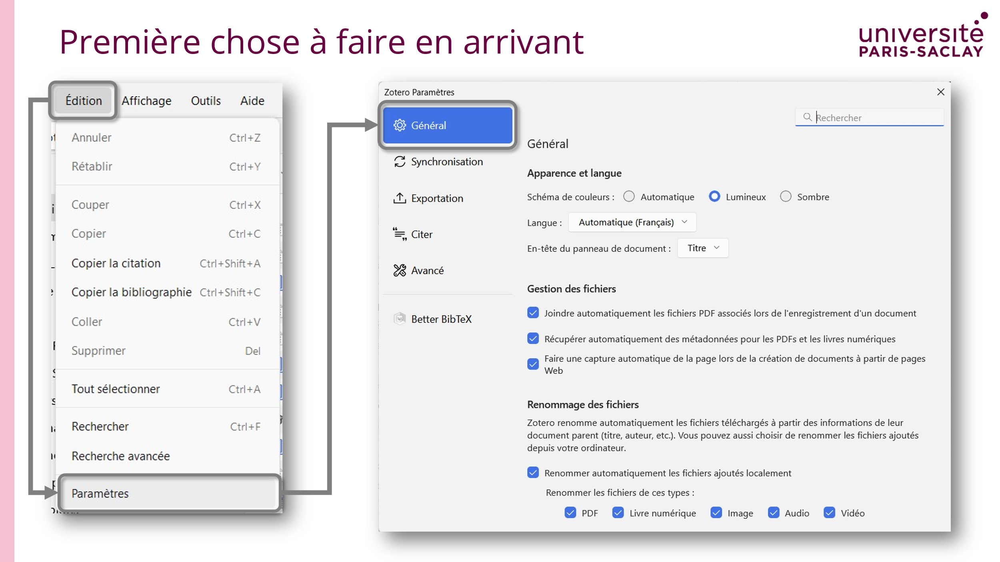 Première chose à faire en arrivant
universite
PARIS-SACLAY
Édition Affichage Outils Aide
Annuler Ctrl+Z
Rétablir Ctrl+Y
Couper Ctrl+X
Copier Ctrl+C
Copier la citation Ctrl+Shift+A
Copier la bibliographie Ctrl+Shift+C
Coller Ctrl+V
Supprimer Del
Tout sélectionner Ctrl+A
Rechercher Ctrl+F
Recherche avancée
Paramètres
Zotero Paramètres
Général
Synchronisation
Exportation
Citer
Avancé
Better BibTeX
Rechercher
Général
Apparence et langue
Schéma de couleurs : Automatique Lumineux Sombre
Langue : Automatique (Français)
En-tête du panneau de document : Titre
Gestion des fichiers
Joindre automatiquement les fichiers PDF associés lors de l'enregistrement d'un document
Récupérer automatiquement des métadonnées pour les PDFs et les livres numériques
Faire une capture automatique de la page lors de la création de documents à partir de pages
Web
Renommage des fichiers
Zotero renomme automatiquement les fichiers téléchargés à partir des informations de leur
document parent (titre, auteur, etc.). Vous pouvez aussi choisir de renommer les fichiers ajoutés
depuis votre ordinateur.
Renommer automatiquement les fichiers ajoutés localement
Renommer les fichiers de ces types :
PDF Livre numérique Image Audio Vidéo